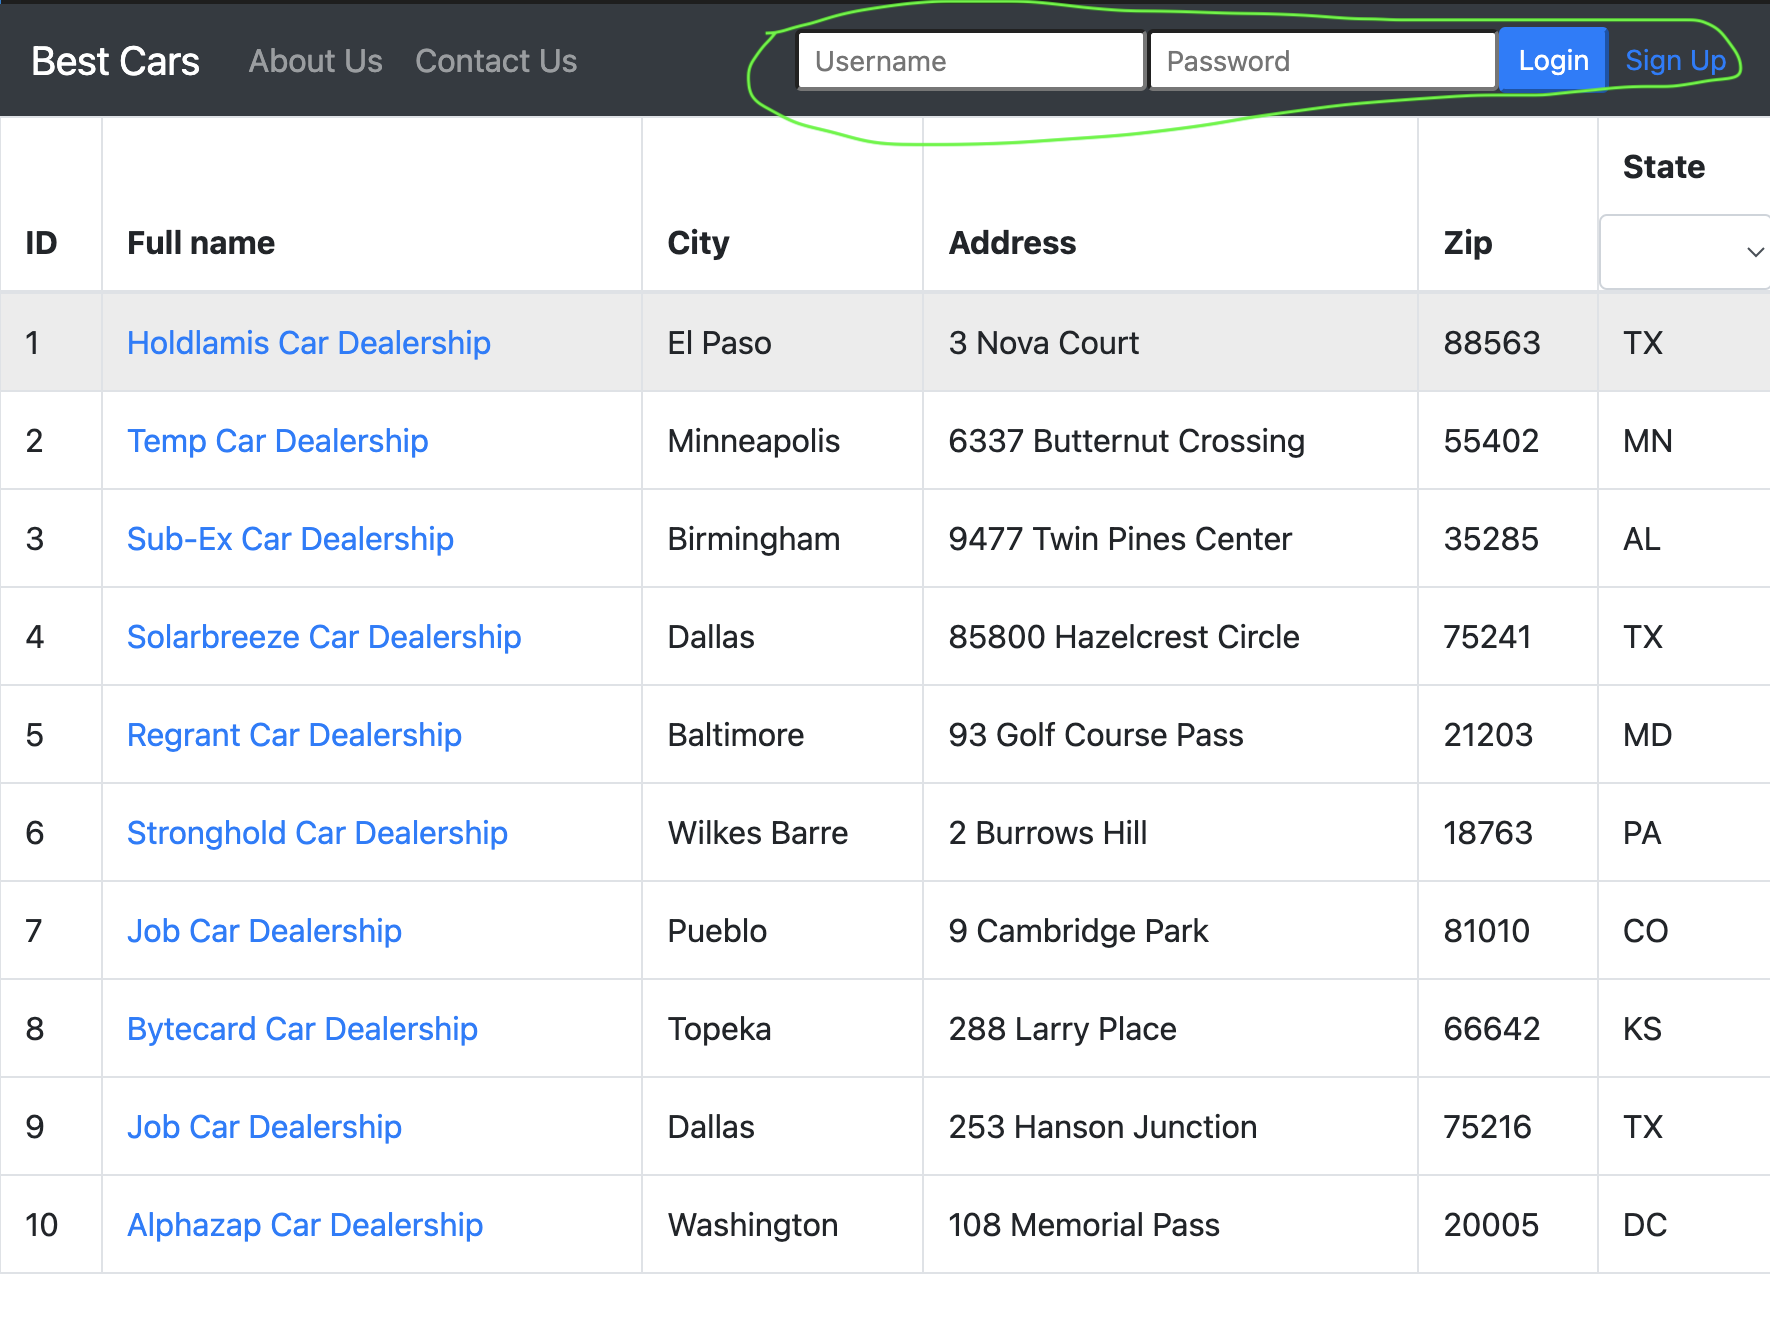 Best Cars About Us Contact Us Username Password Login Sign Up
ID Full name City Address Zip State
1 Holdlamis Car Dealership El Paso 3 Nova Court 88563 TX
2 Temp Car Dealership Minneapolis 6337 Butternut Crossing 55402 MN
3 Sub-Ex Car Dealership Birmingham 9477 Twin Pines Center 35285 AL
4 Solarbreeze Car Dealership Dallas 85800 Hazelcrest Circle 75241 TX
5 Regrant Car Dealership Baltimore 93 Golf Course Pass 21203 MD
6 Stronghold Car Dealership Wilkes Barre 2 Burrows Hill 18763 PA
7 Job Car Dealership Pueblo 9 Cambridge Park 81010 CO
8 Bytecard Car Dealership Topeka 288 Larry Place 66642 KS
9 Job Car Dealership Dallas 253 Hanson Junction 75216 TX
10 Alphazap Car Dealership Washington 108 Memorial Pass 20005 DC